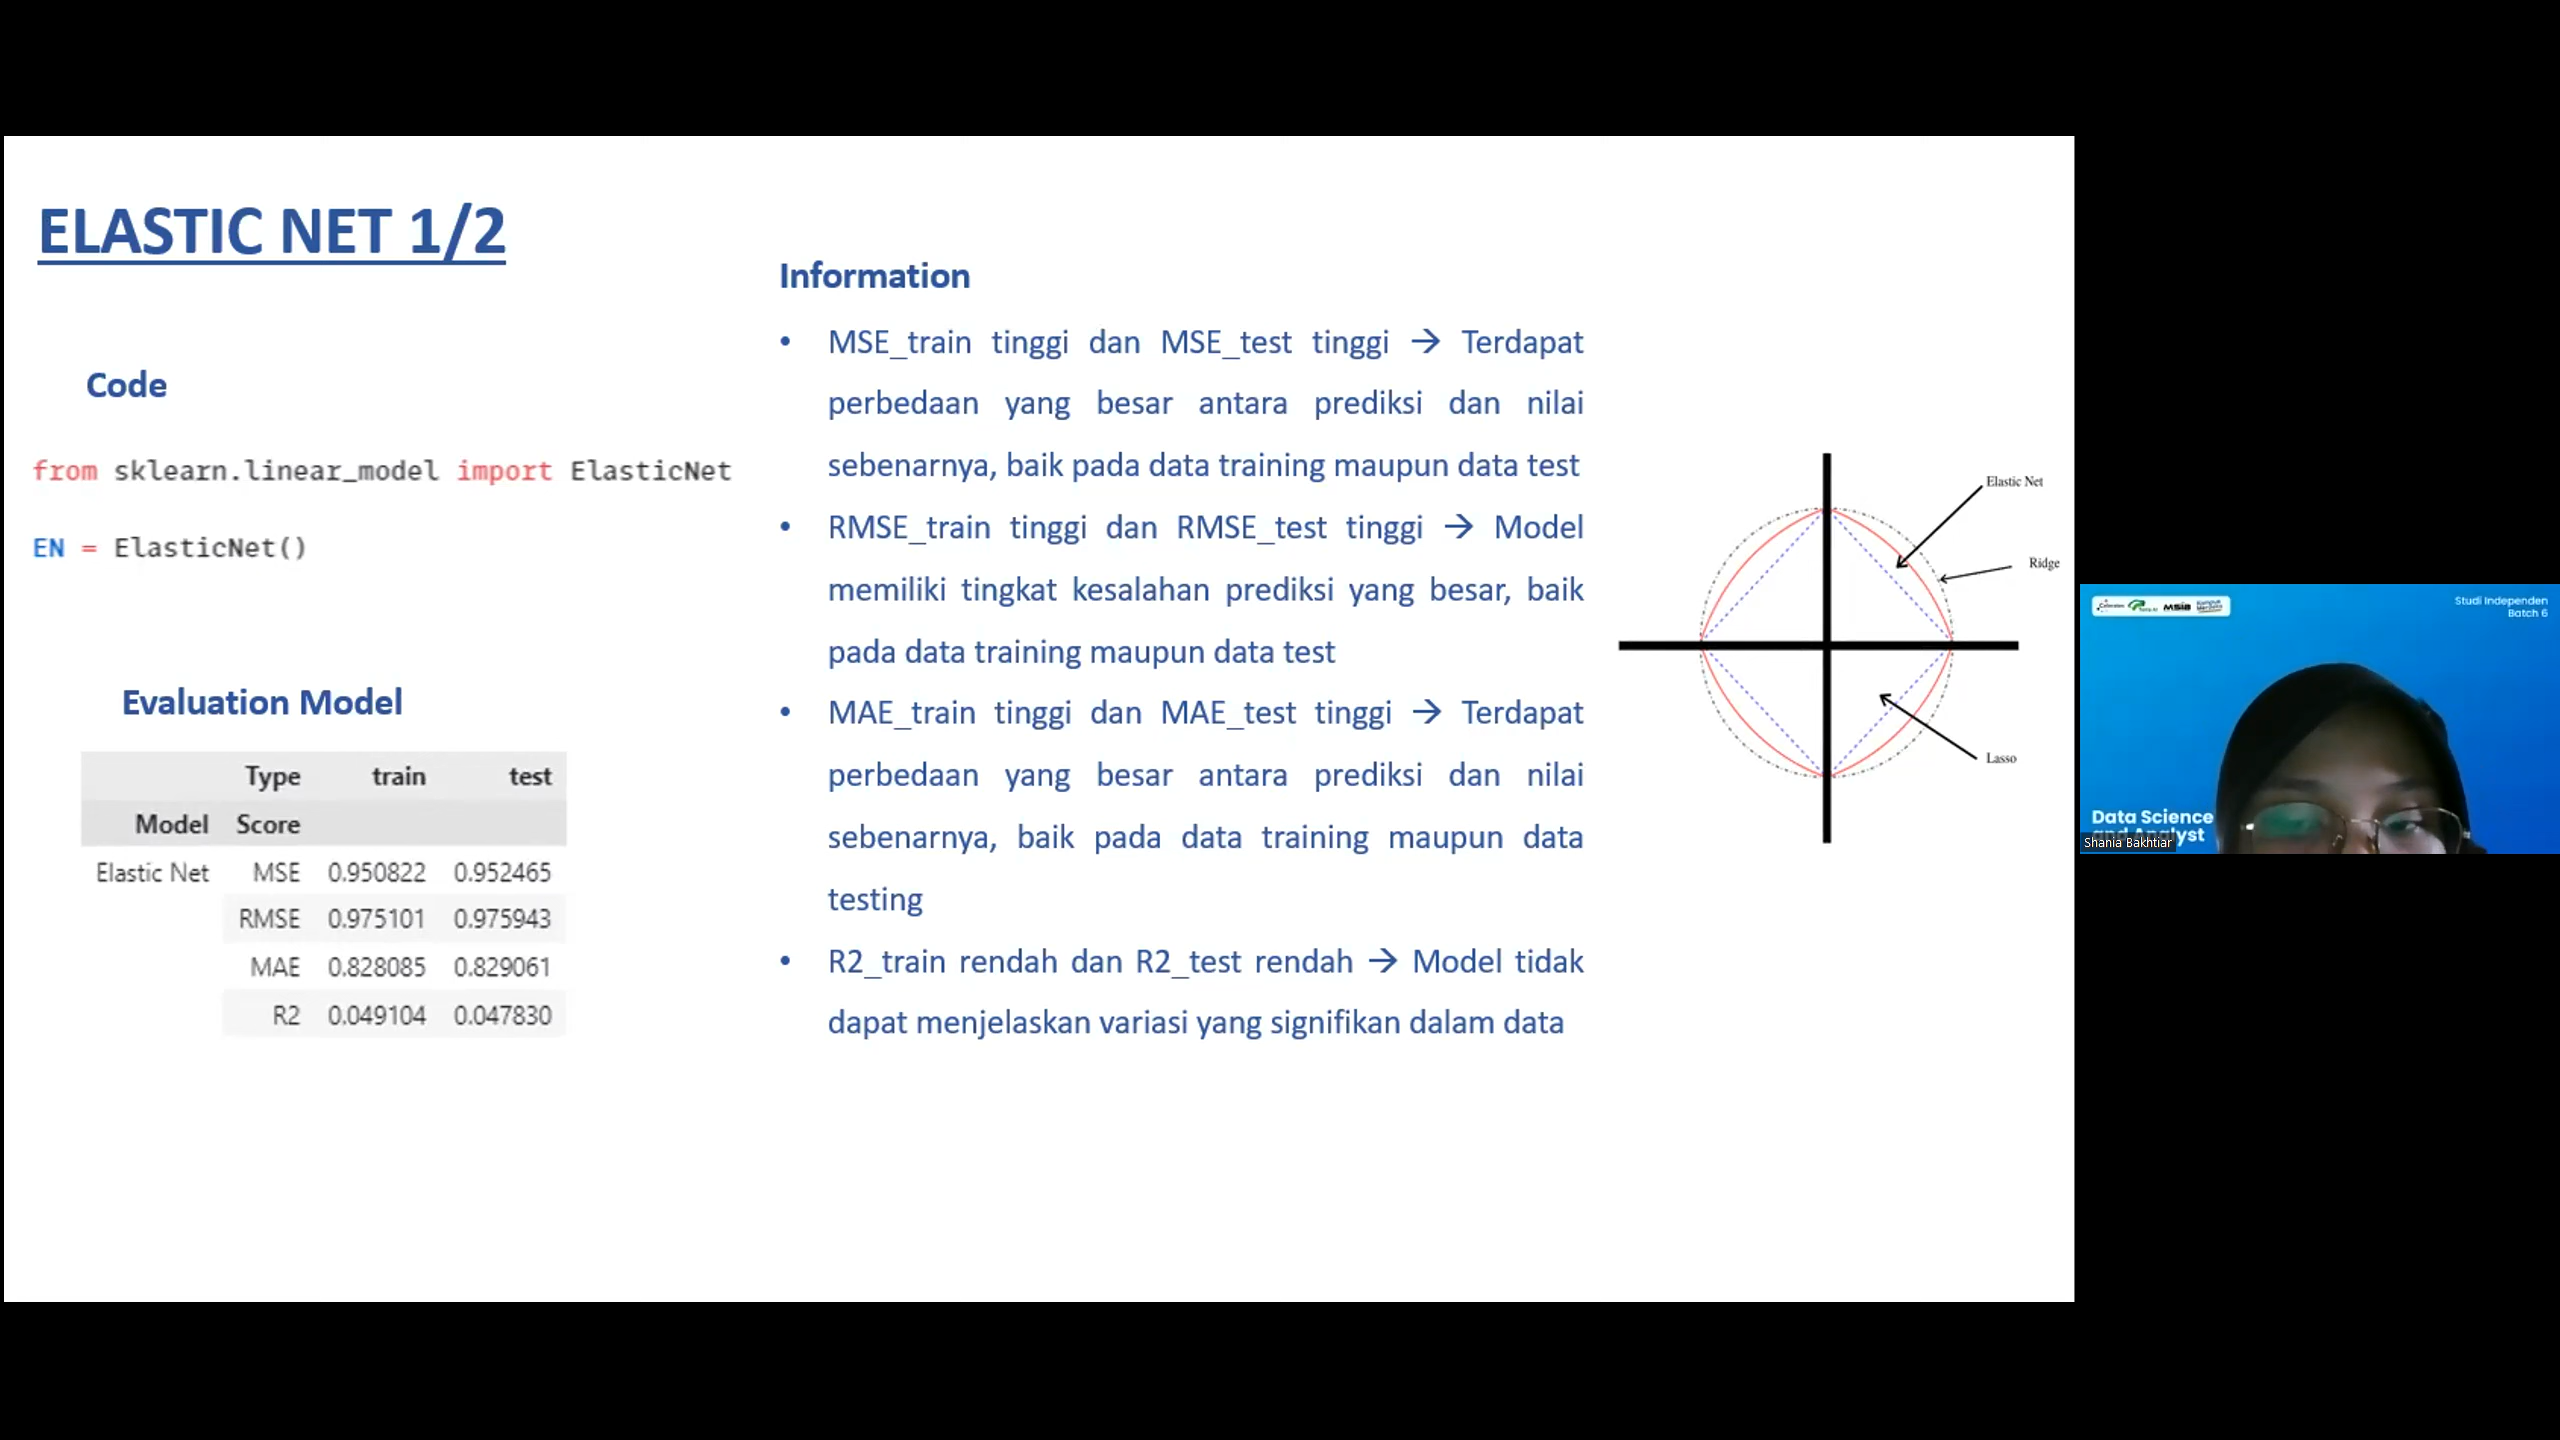 ELASTIC NET 1/2
Code
from sklearn.linear_model import ElasticNet
EN = ElasticNet()
Evaluation Model
Type train test
Model Score
Elastic Net MSE 0.950822 0.952465
RMSE 0.975101 0.975943
MAE 0.828085 0.829061
R2 0.049104 0.047830
Information
• MSE_train tinggi dan MSE_test tinggi → Terdapat
perbedaan yang besar antara prediksi dan nilai
sebenarnya, baik pada data training maupun data test
• RMSE_train tinggi dan RMSE_test tinggi → Model
memiliki tingkat kesalahan prediksi yang besar, baik
pada data training maupun data test
• MAE_train tinggi dan MAE_test tinggi → Terdapat
perbedaan yang besar antara prediksi dan nilai
sebenarnya, baik pada data training maupun data
testing
• R2_train rendah dan R2_test rendah → Model tidak
dapat menjelaskan variasi yang signifikan dalam data
Elastic Net
Ridge
Lasso
MSIB
Studi Independen
Batch 6
Data Science
and Analyst
Shania Bakhtiar